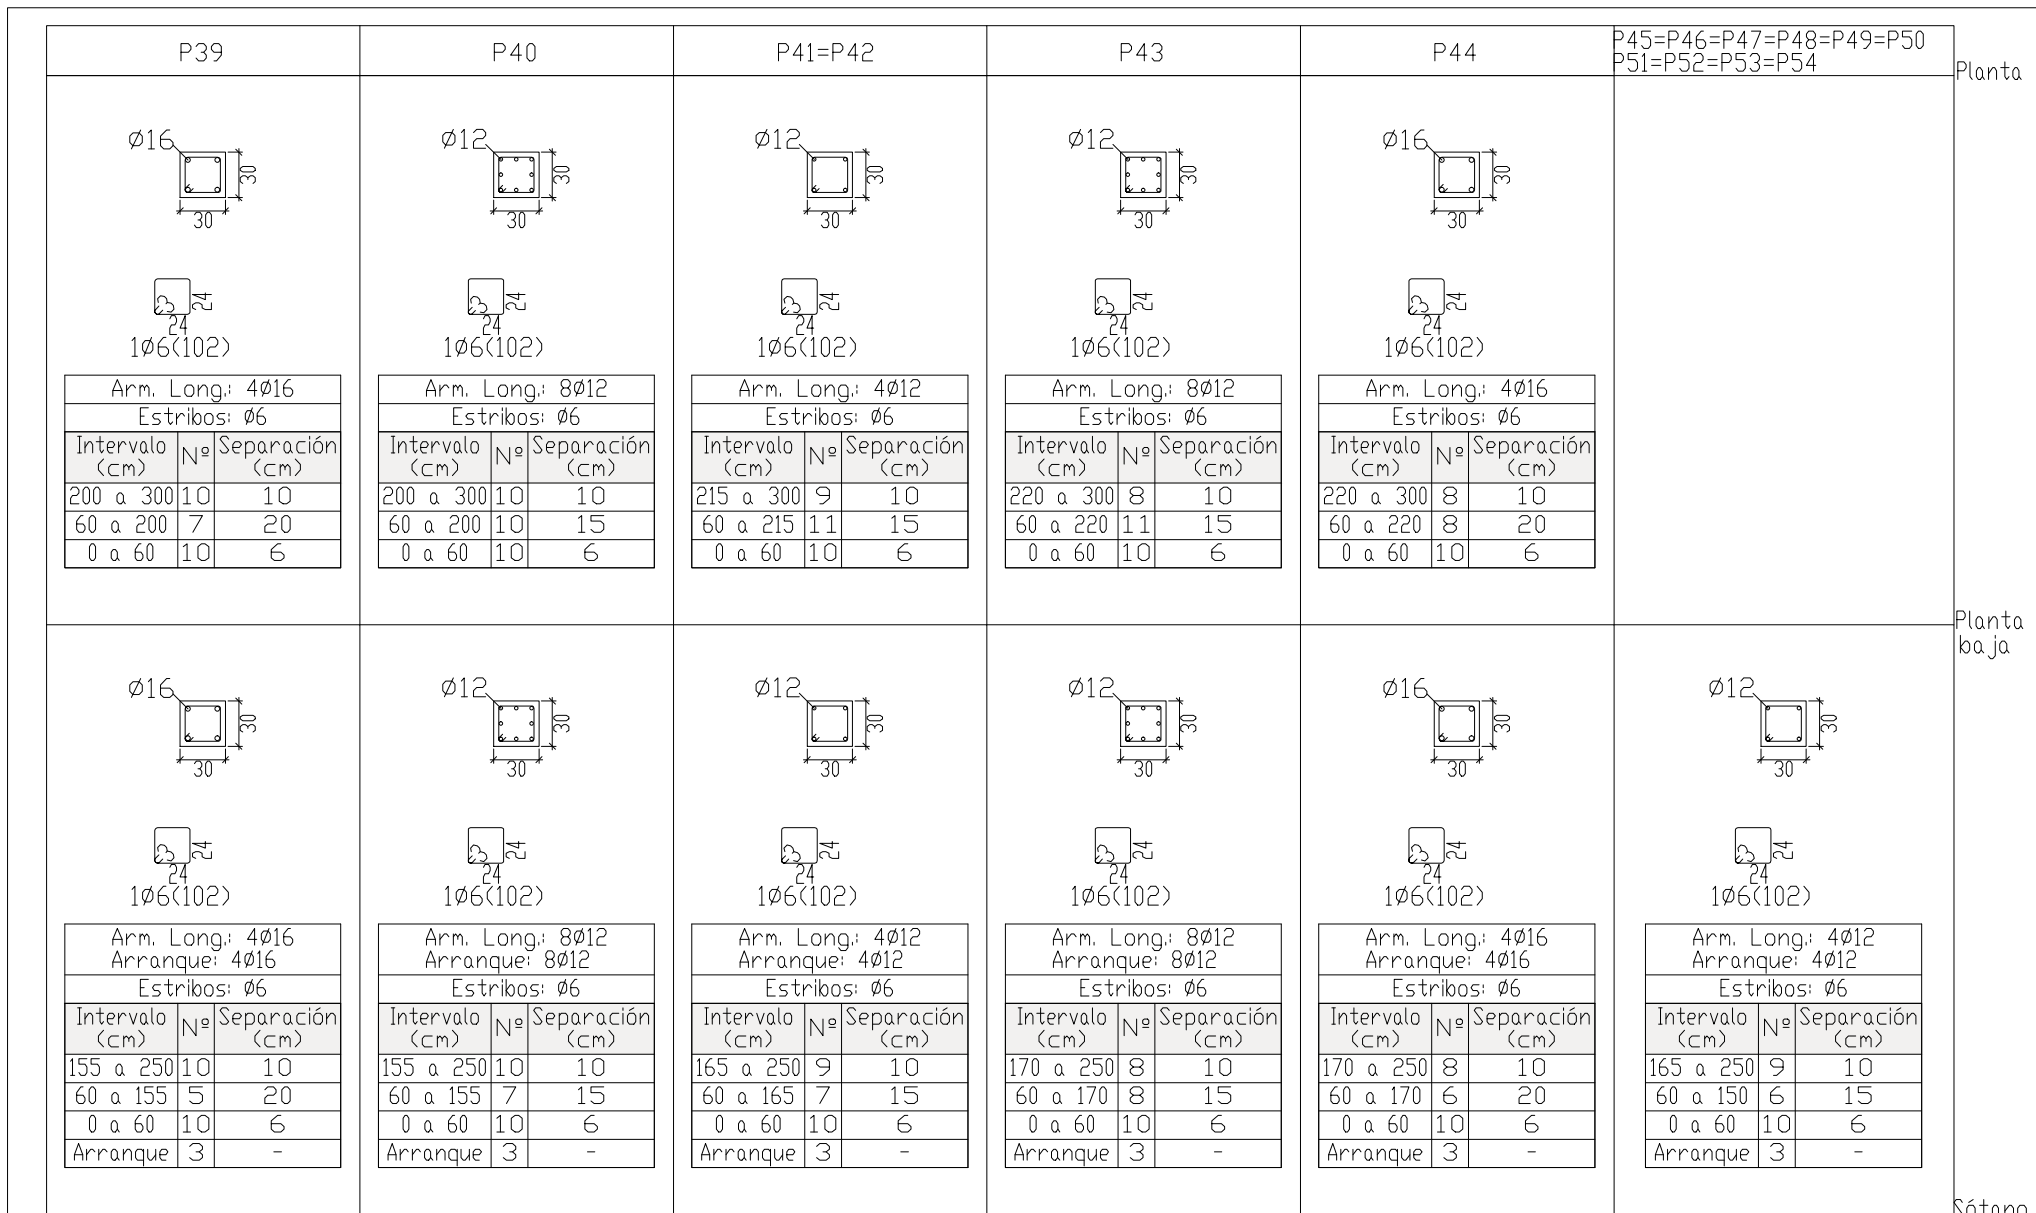 P39 P40 P41=P42 P43 P44 P45=P46=P47=P48=P49=P50
P51=P52=P53=P54
Planta
Ø16 Ø12 Ø12 Ø12 Ø16
30 30 30 30 30
30 30 30 30 30
3 24 3 24 3 24 3 24 3 24
24 24 24 24 24
1Ø6(102) 1Ø6(102) 1Ø6(102) 1Ø6(102) 1Ø6(102)
Arm. Long.: 4Ø16 Arm. Long.: 8Ø12 Arm. Long.: 4Ø12 Arm. Long.: 8Ø12 Arm. Long.: 4Ø16
Estribos: Ø6 Estribos: Ø6 Estribos: Ø6 Estribos: Ø6 Estribos: Ø6
Intervalo Nº Separación Intervalo Nº Separación Intervalo Nº Separación Intervalo Nº Separación Intervalo Nº Separación
(cm) (cm) (cm) (cm) (cm) (cm) (cm) (cm) (cm) (cm)
200 a 300 10 10 200 a 300 10 10 215 a 300 9 10 220 a 300 8 10 220 a 300 8 10
60 a 200 7 20 60 a 200 10 15 60 a 215 11 15 60 a 220 11 15 60 a 220 8 20
0 a 60 10 6 0 a 60 10 6 0 a 60 10 6 0 a 60 10 6 0 a 60 10 6
Planta
baja
Ø16 Ø12 Ø12 Ø12 Ø16 Ø12
30 30 30 30 30 30
30 30 30 30 30 30
3 24 3 24 3 24 3 24 3 24 3 24
24 24 24 24 24 24
1Ø6(102) 1Ø6(102) 1Ø6(102) 1Ø6(102) 1Ø6(102) 1Ø6(102)
Arm. Long.: 4Ø16 Arm. Long.: 8Ø12 Arm. Long.: 4Ø12 Arm. Long.: 8Ø12 Arm. Long.: 4Ø16 Arm. Long.: 4Ø12
Arranque: 4Ø16 Arranque: 8Ø12 Arranque: 4Ø12 Arranque: 8Ø12 Arranque: 4Ø16 Arranque: 4Ø12
Estribos: Ø6 Estribos: Ø6 Estribos: Ø6 Estribos: Ø6 Estribos: Ø6 Estribos: Ø6
Intervalo Nº Separación Intervalo Nº Separación Intervalo Nº Separación Intervalo Nº Separación Intervalo Nº Separación Intervalo Nº Separación
(cm) (cm) (cm) (cm) (cm) (cm) (cm) (cm) (cm) (cm) (cm) (cm)
155 a 250 10 10 155 a 250 10 10 165 a 250 9 10 170 a 250 8 10 170 a 250 8 10 165 a 250 9 10
60 a 155 5 20 60 a 155 7 15 60 a 165 7 15 60 a 170 8 15 60 a 170 6 20 60 a 150 6 15
0 a 60 10 6 0 a 60 10 6 0 a 60 10 6 0 a 60 10 6 0 a 60 10 6 0 a 60 10 6
Arranque 3 - Arranque 3 - Arranque 3 - Arranque 3 - Arranque 3 - Arranque 3 -
Sótano